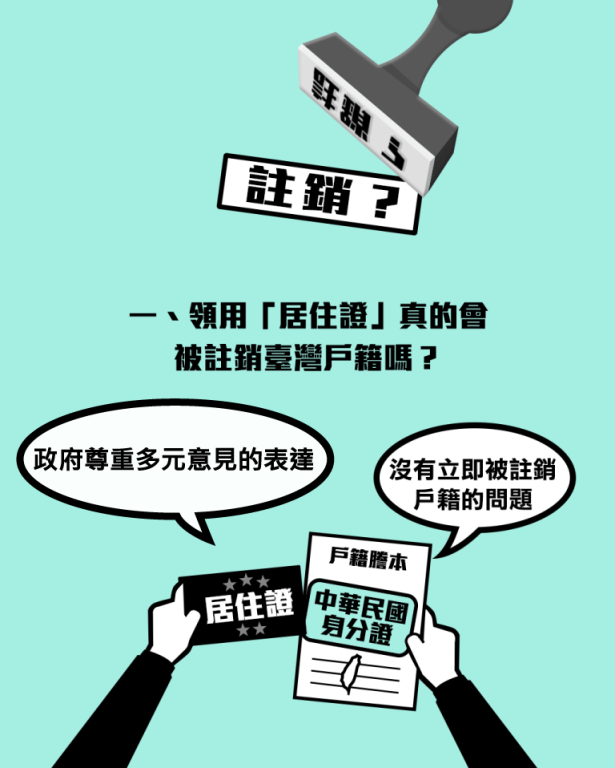 註銷？
註銷？
一、領用「居住證」真的會
被註銷臺灣戶籍嗎？
政府尊重多元意見的表達
沒有立即被註銷
戶籍的問題
戶籍謄本
居住證
中華民國
身分證